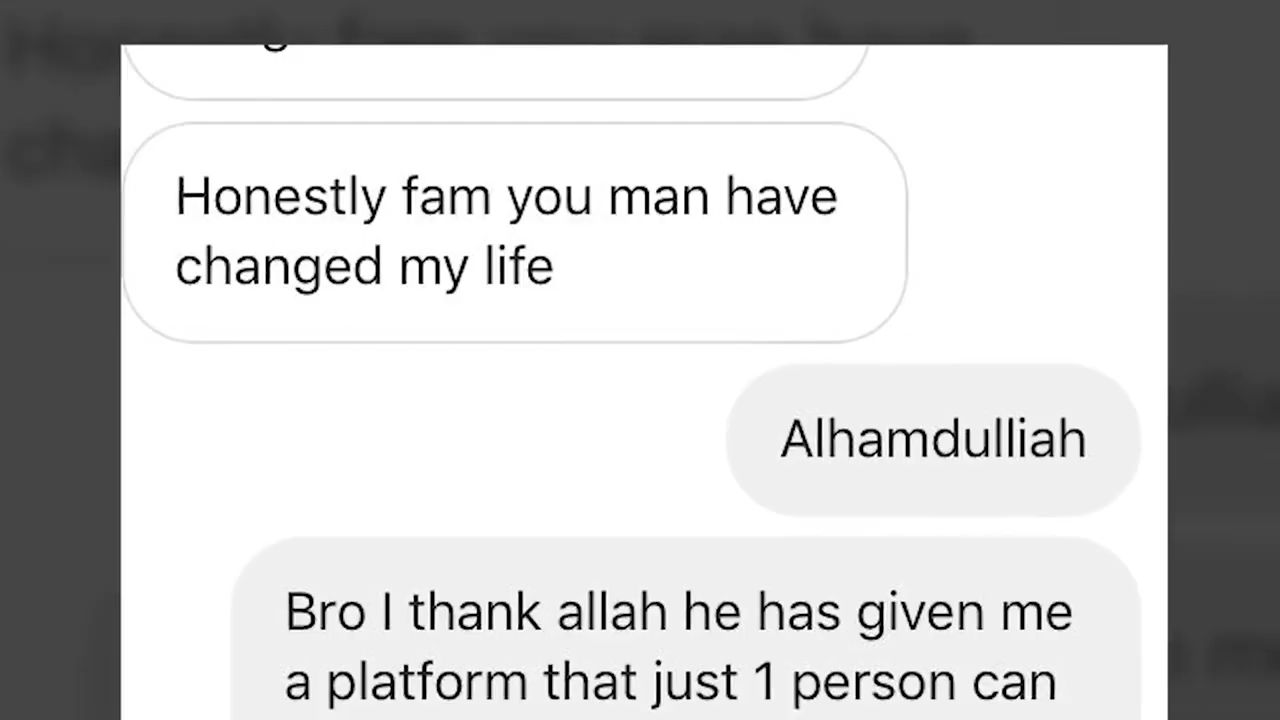 Honestly fam you man have
changed my life
Alhamdulliah
Bro I thank allah he has given me
a platform that just 1 person can